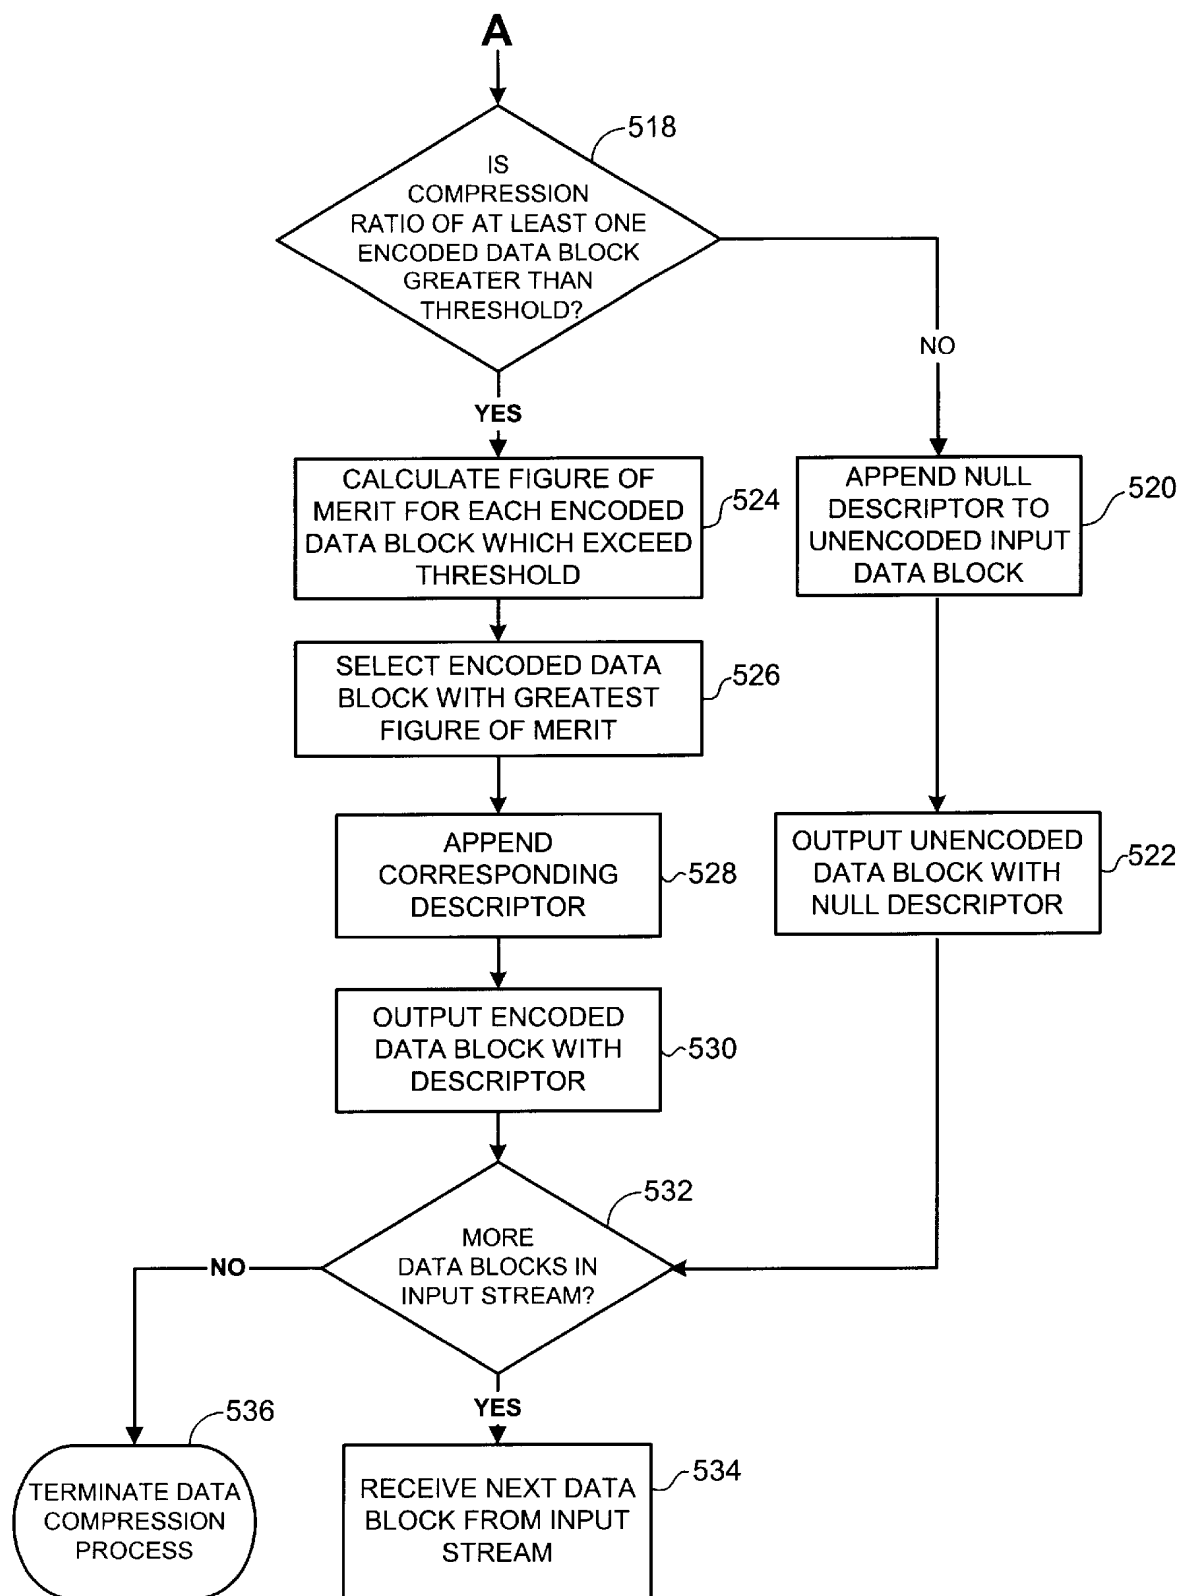 A
518
IS
COMPRESSION
RATIO OF AT LEAST ONE
ENCODED DATA BLOCK
GREATER THAN
THRESHOLD?
NO
YES
CALCULATE FIGURE OF
MERIT FOR EACH ENCODED
DATA BLOCK WHICH EXCEED
THRESHOLD
524
APPEND NULL
DESCRIPTOR TO
UNENCODED INPUT
DATA BLOCK
520
SELECT ENCODED DATA
BLOCK WITH GREATEST
FIGURE OF MERIT
526
APPEND
CORRESPONDING
DESCRIPTOR
528
OUTPUT UNENCODED
DATA BLOCK WITH
NULL DESCRIPTOR
522
OUTPUT ENCODED
DATA BLOCK WITH
DESCRIPTOR
530
532
MORE
DATA BLOCKS IN
INPUT STREAM?
NO
YES
536
TERMINATE DATA
COMPRESSION
PROCESS
534
RECEIVE NEXT DATA
BLOCK FROM INPUT
STREAM